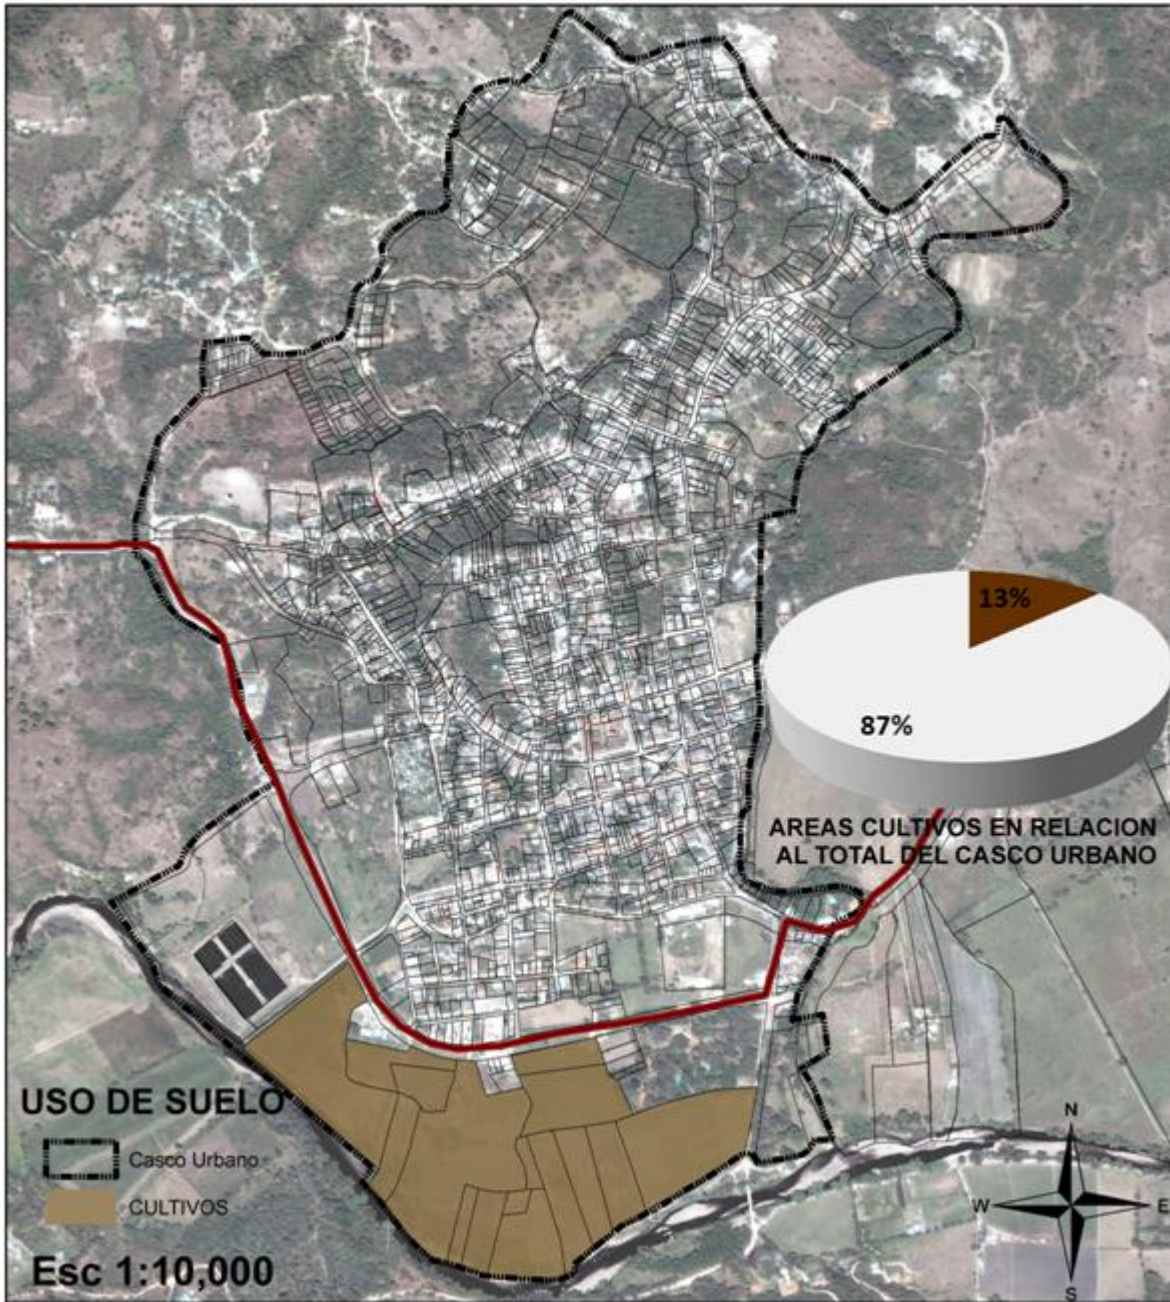 13%
87%
AREAS CULTIVOS EN RELACION
AL TOTAL DEL CASCO URBANO
USO DE SUELO
Casco Urbano
CULTIVOS
Esc 1:10,000
N
W
E
S